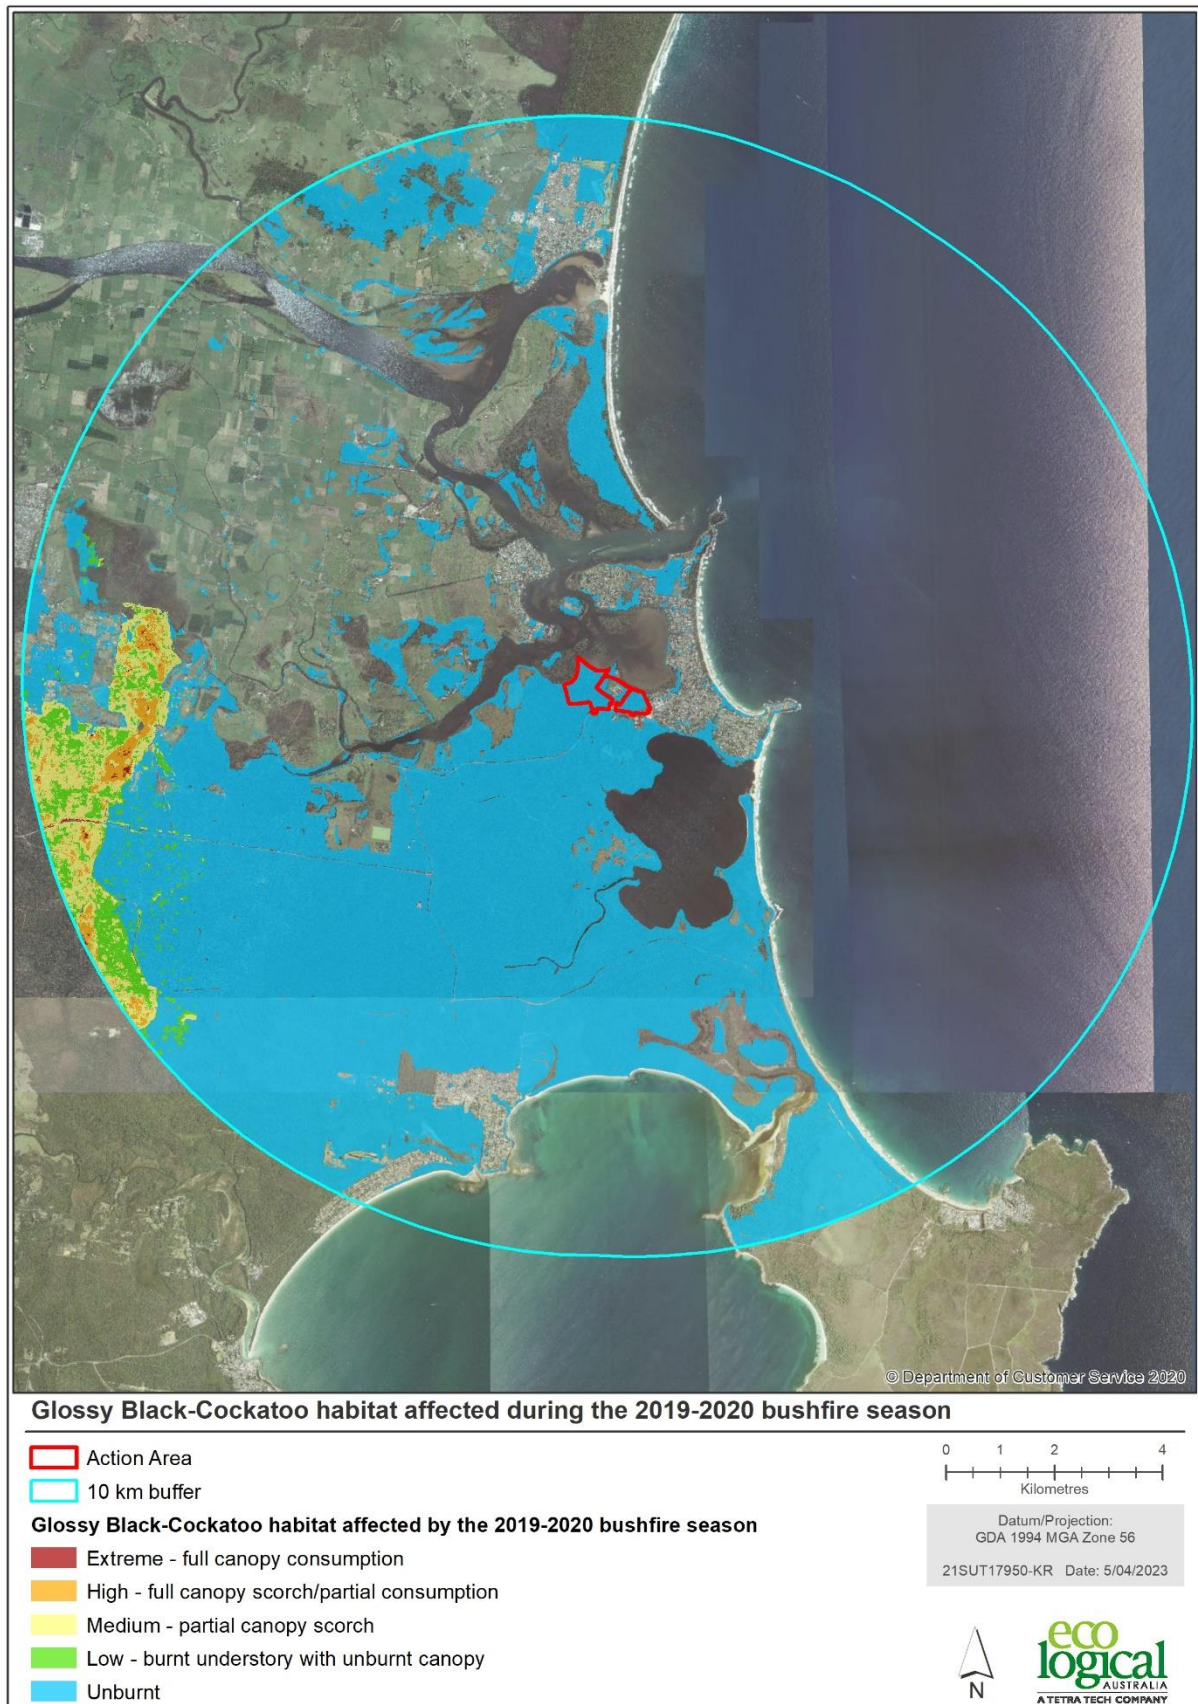 © Department of Customer Service 2020
Glossy Black-Cockatoo habitat affected during the 2019-2020 bushfire season
Action Area
10 km buffer
Glossy Black-Cockatoo habitat affected by the 2019-2020 bushfire season
Extreme - full canopy consumption
High - full canopy scorch/partial consumption
Medium - partial canopy scorch
Low - burnt understory with unburnt canopy
Unburnt
0 1 2 4
Kilometres
Datum/Projection:
GDA 1994 MGA Zone 56
21SUT17950-KR Date: 5/04/2023
N
eco
logical
AUSTRALIA
A TETRA TECH COMPANY